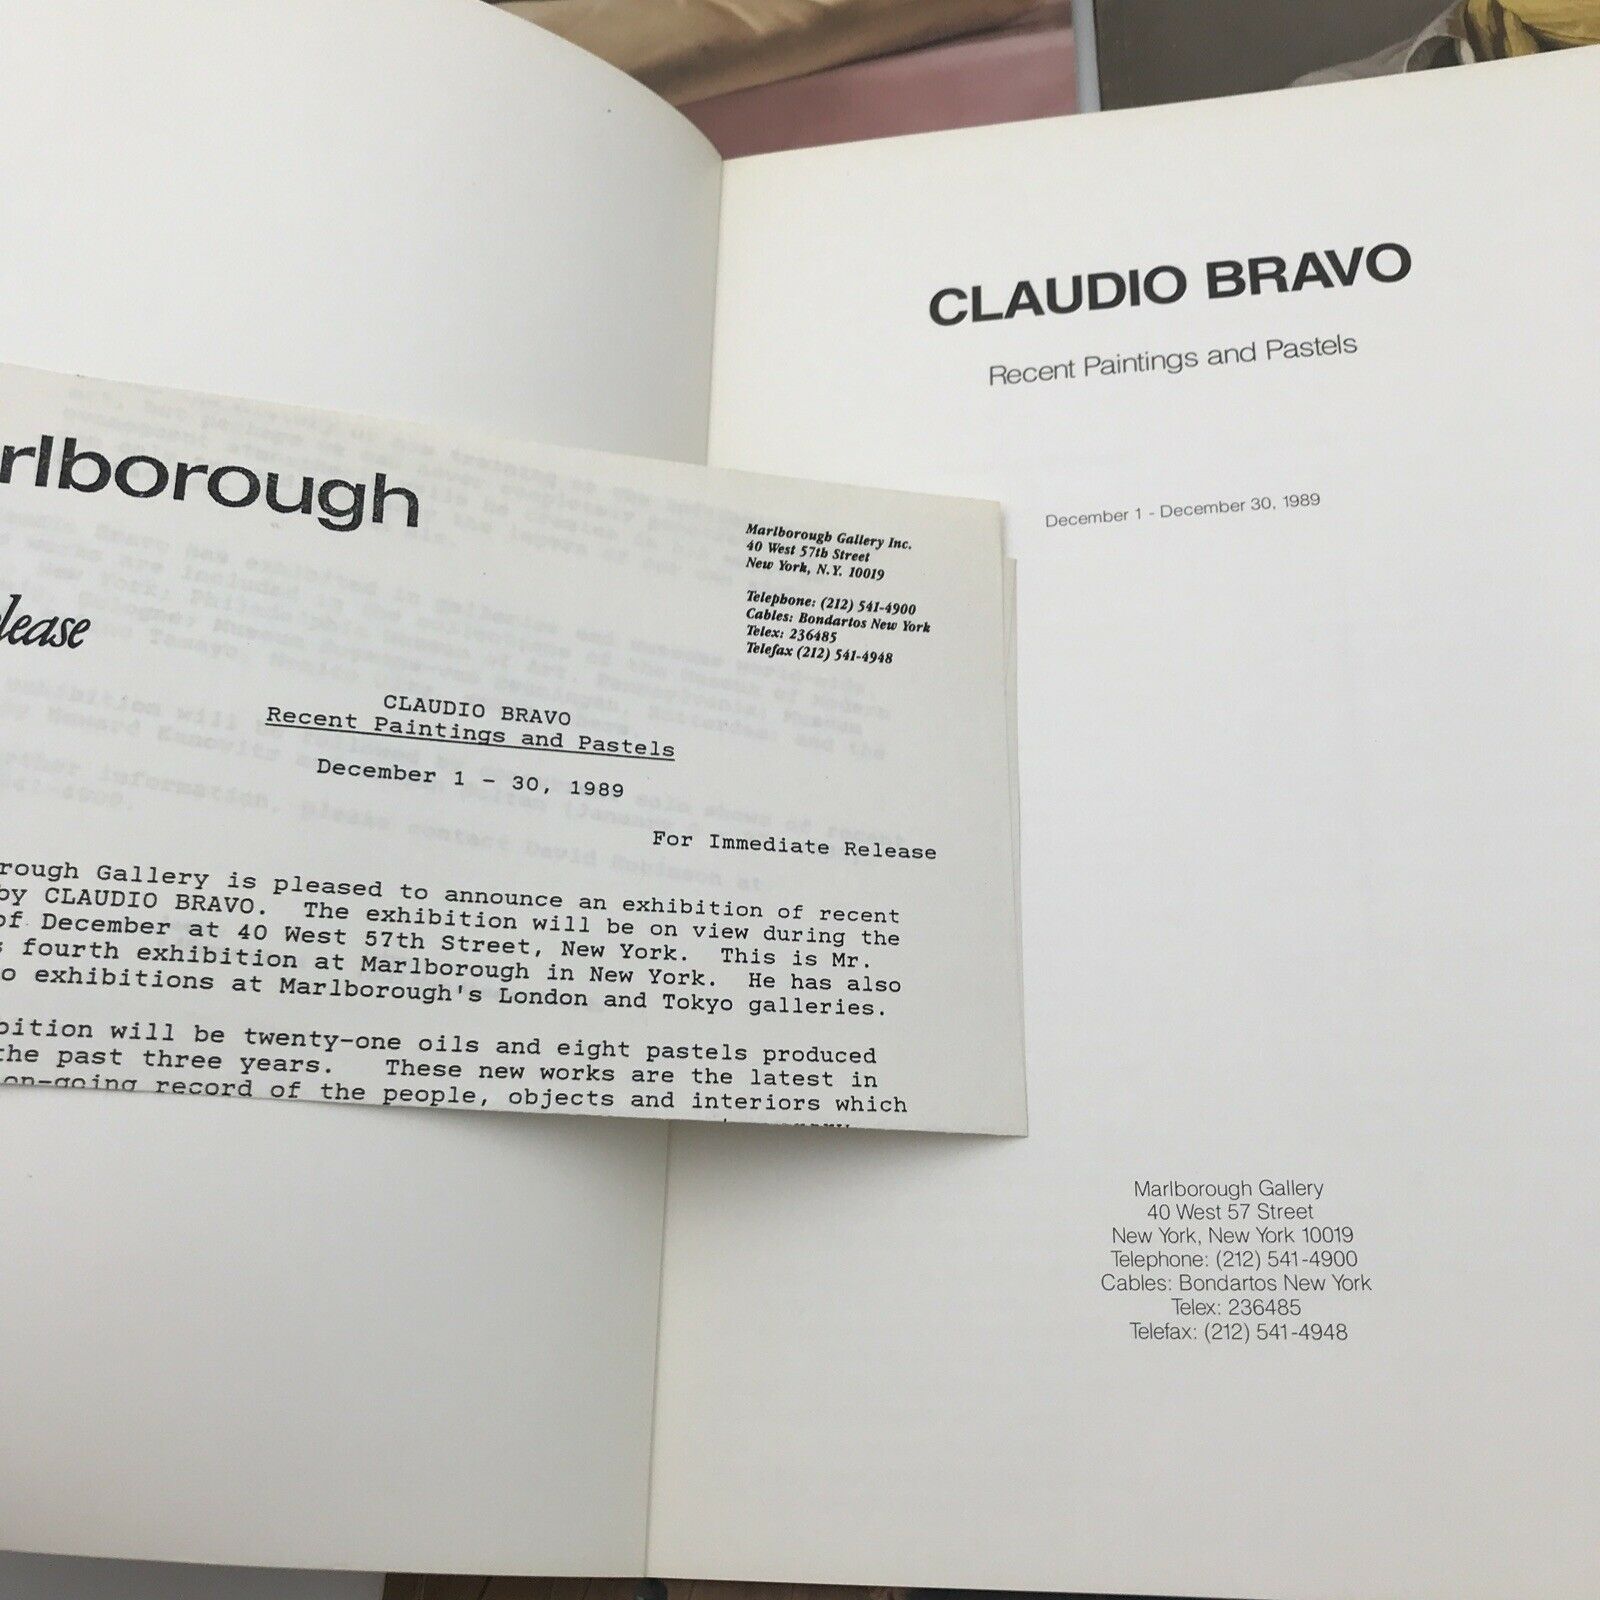 rlborough
lease
Marlborough Gallery Inc.
40 West 57th Street
New York, N.Y. 10019
Telephone: (212) 541-4900
Cables: Bondartos New York
Telex: 236485
Telefax (212) 541-4948
CLAUDIO BRAVO
Recent Paintings and Pastels
December 1 - 30, 1989
For Immediate Release
rough Gallery is pleased to announce an exhibition of recent
by CLAUDIO BRAVO. The exhibition will be on view during the
of December at 40 West 57th Street, New York. This is Mr.
s fourth exhibition at Marlborough in New York. He has also
o exhibitions at Marlborough's London and Tokyo galleries.
bition will be twenty-one oils and eight pastels produced
the past three years. These new works are the latest in
on-going record of the people, objects and interiors which
CLAUDIO BRAVO
Recent Paintings and Pastels
December 1 - December 30, 1989
Marlborough Gallery
40 West 57 Street
New York, New York 10019
Telephone: (212) 541-4900
Cables: Bondartos New York
Telex: 236485
Telefax: (212) 541-4948